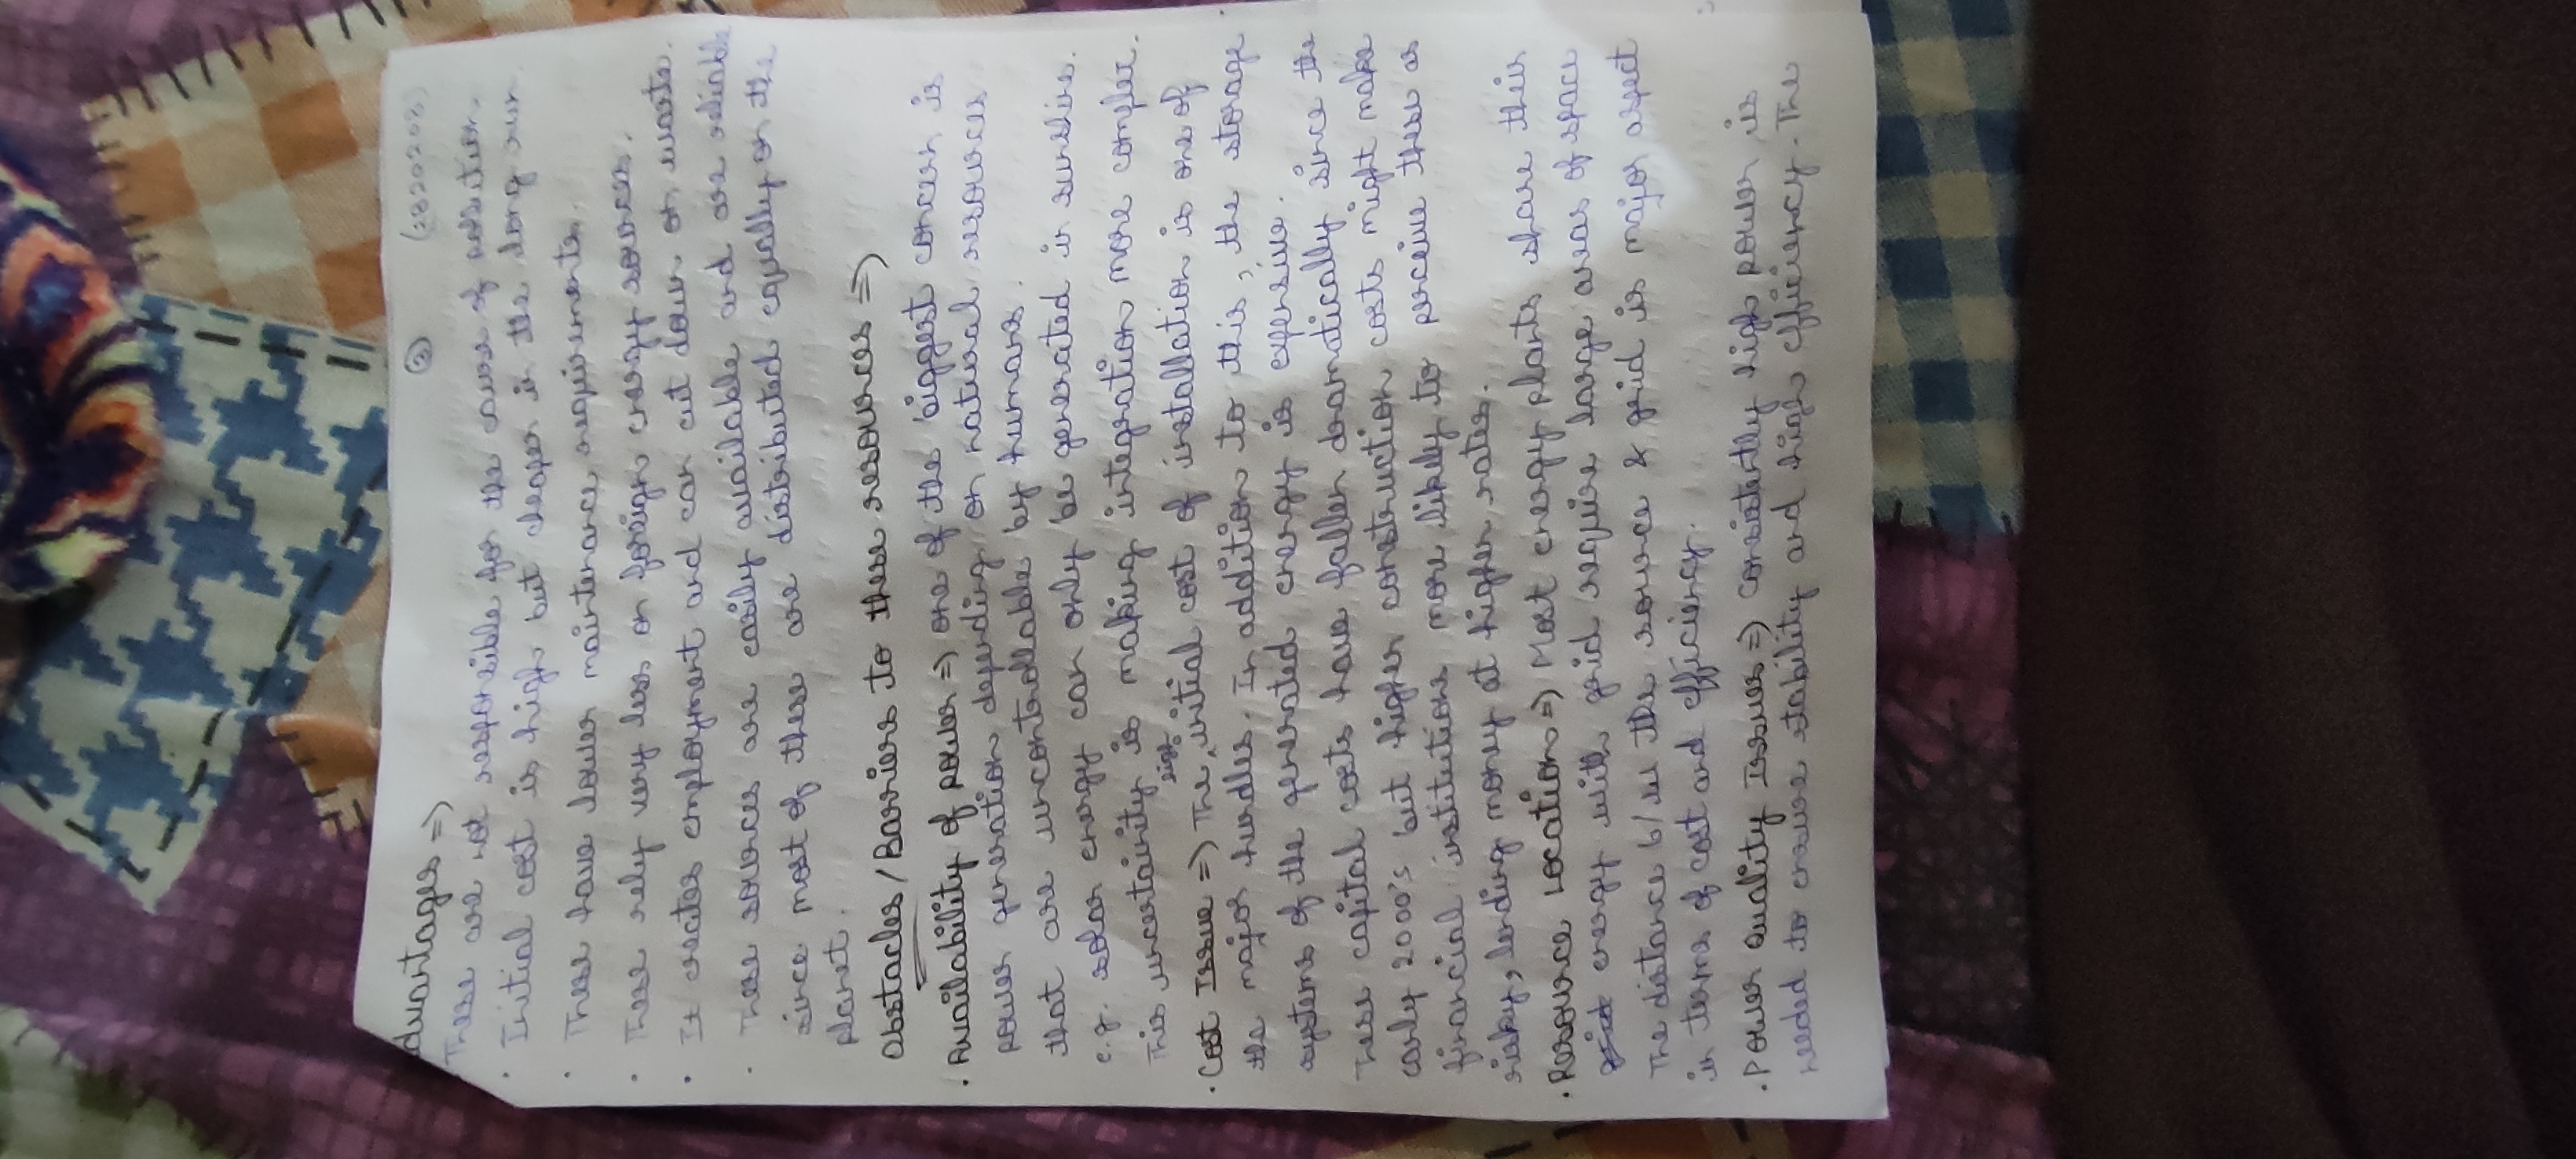 dvantages => ③ (2820208)
These are not responsible for the cause of pollution.
· Initial cost is high but cheaper in the long run
· These have lower maintenance requirements.
· These rely very less on foreign energy sources.
· It creates employment and can cut down on waste.
· These sources are easily available and are reliable
since most of these are distributed equally on the
planet.
Obstacles/Barriers to these resources =>
· Availability of power => one of the biggest concern is
power generation depending on natural resources
that are uncontrollable by humans.
e.g. solar energy can only be generated in sunshine.
This uncertainity is making integration more complex.
· Cost Issue => The high initial cost of installation is one of
the major hurdles. In addition to this, the storage
systems of the generated energy is expensive.
These capital costs have fallen dramatically since the
early 2000's but higher construction costs might make
financial institutions more likely to perceive these as
risky, lending money at higher rates.
· Resource Location => Most energy plants share their
energy with grid require large areas of space
The distance b/w the source & grid is major aspect
in terms of cost and efficiency.
· Power Quality Issues => Consistently high power is
needed to ensure stability and high efficiency. The